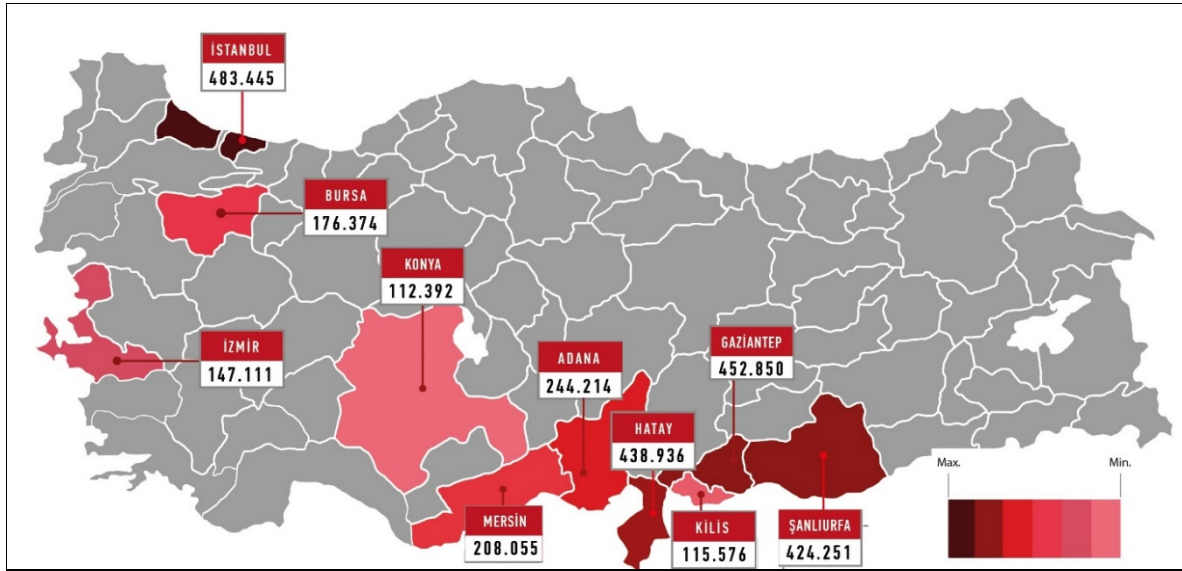 İSTANBUL
483.445
BURSA
176.374
KONYA
112.392
İZMİR
147.111
ADANA
244.214
GAZİANTEP
452.850
HATAY
438.936
MERSİN
208.055
KİLİS
115.576
ŞANLIURFA
424.251
Max.
Min.